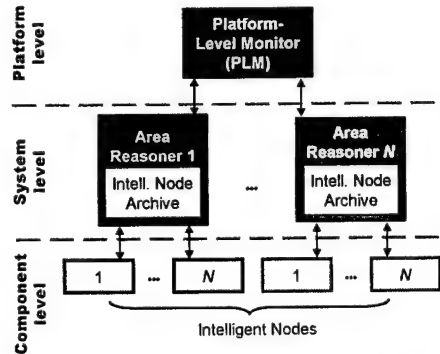 Platform level
Platform-
Level Monitor
(PLM)
System level
Area
Reasoner 1
Intell. Node
Archive
...
Area
Reasoner N
Intell. Node
Archive
Component level
1
...
N
1
...
N
Intelligent Nodes